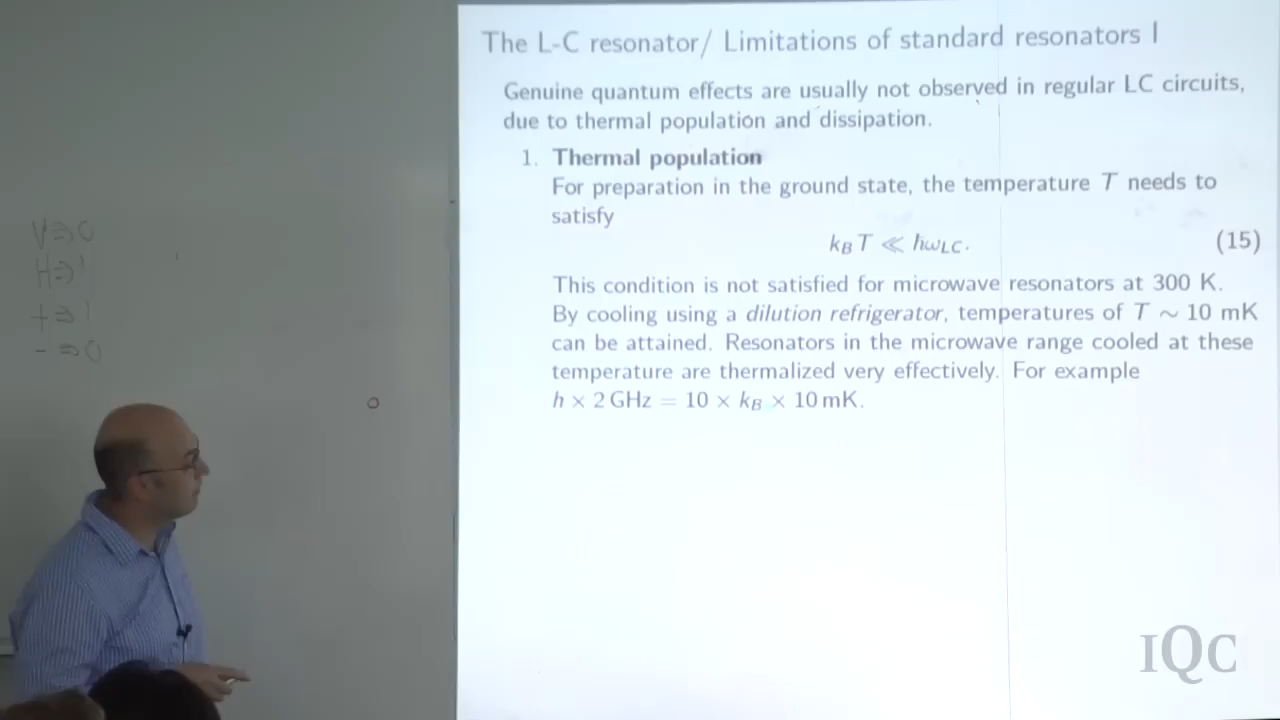 The L-C resonator/ Limitations of standard resonators I
Genuine quantum effects are usually not observed in regular LC circuits,
due to thermal population and dissipation.
1. Thermal population
For preparation in the ground state, the temperature T needs to
satisfy
k_B T ≪ ħω_LC. (15)
This condition is not satisfied for microwave resonators at 300 K.
By cooling using a dilution refrigerator, temperatures of T ∼ 10 mK
can be attained. Resonators in the microwave range cooled at these
temperature are thermalized very effectively. For example
h × 2 GHz = 10 × k_B × 10 mK.
IQC
V⇒0
H⇒1
+⇒1
-⇒0